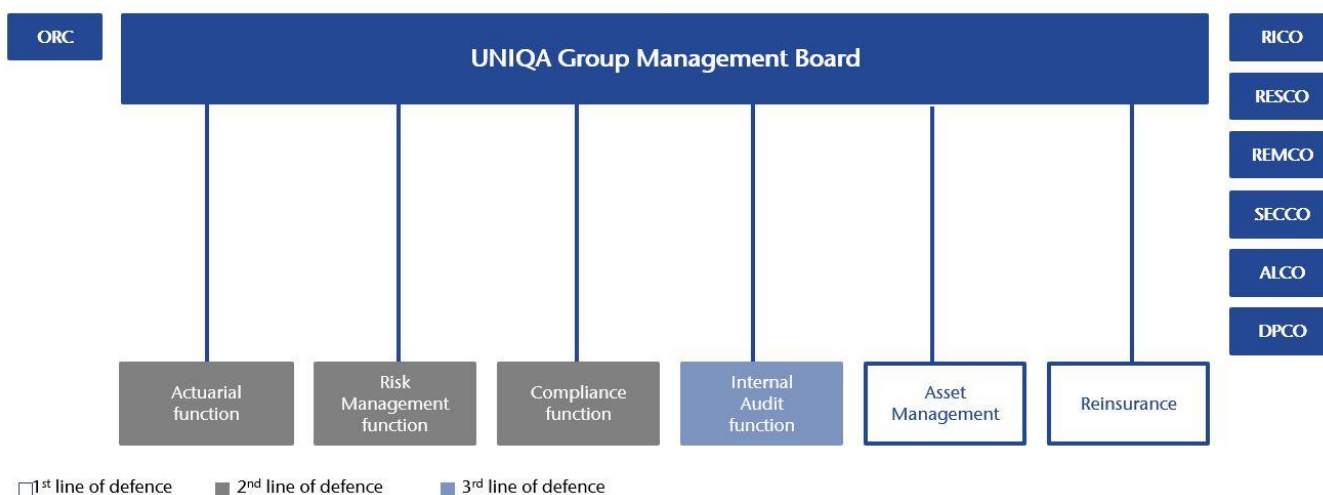 ORC
UNIQA Group Management Board
RICO
RESCO
REMCO
SECCO
ALCO
DPCO
Actuarial
function
Risk
Management
function
Compliance
function
Internal
Audit
function
Asset
Management
Reinsurance
1st line of defence
2nd line of defence
3rd line of defence